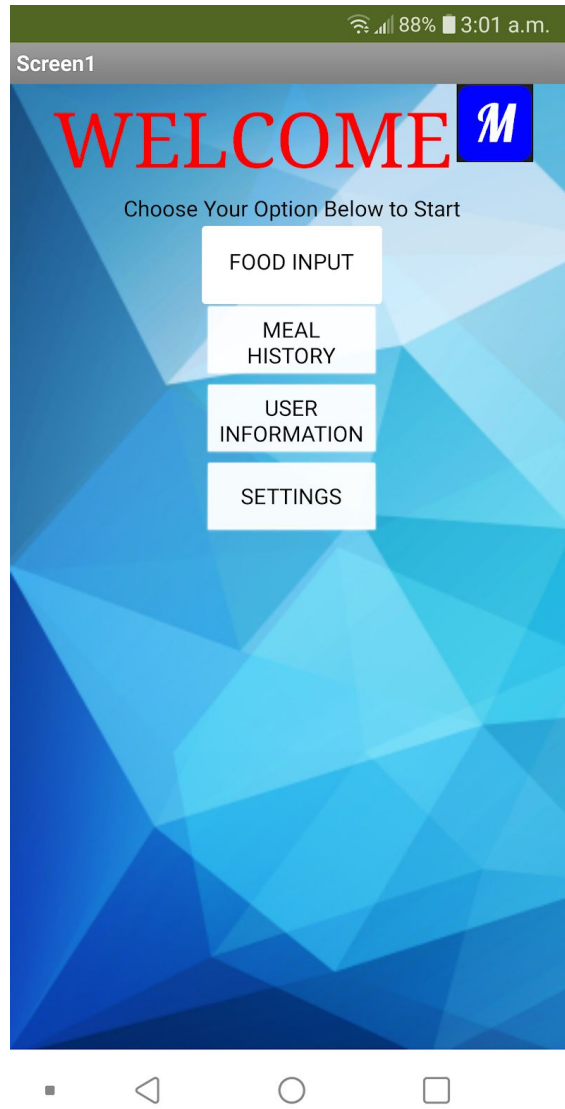 88% 3:01 a.m.
Screen1
WELCOME M
Choose Your Option Below to Start
FOOD INPUT
MEAL
HISTORY
USER
INFORMATION
SETTINGS